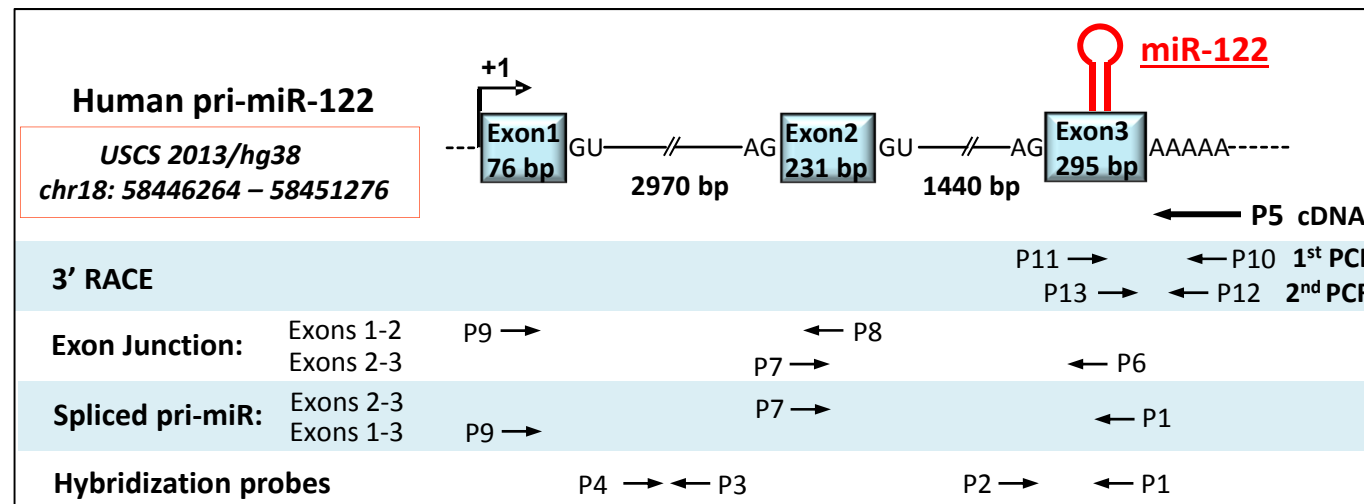 miR-122
+1
Human pri-miR-122
USCS 2013/hg38
chr18: 58446264 – 58451276
----Exon1 GU AG Exon2 GU AG Exon3 AAAAA------
76 bp 231 bp 295 bp
2970 bp 1440 bp
P5 cDNA
3' RACE
P11 P10 1st PC
P13 P12 2nd PCR
Exon Junction: Exons 1-2 P9 P8
Exons 2-3 P7 P6
Spliced pri-miR: Exons 2-3 P7 P1
Exons 1-3 P9
Hybridization probes P4 P3 P2 P1